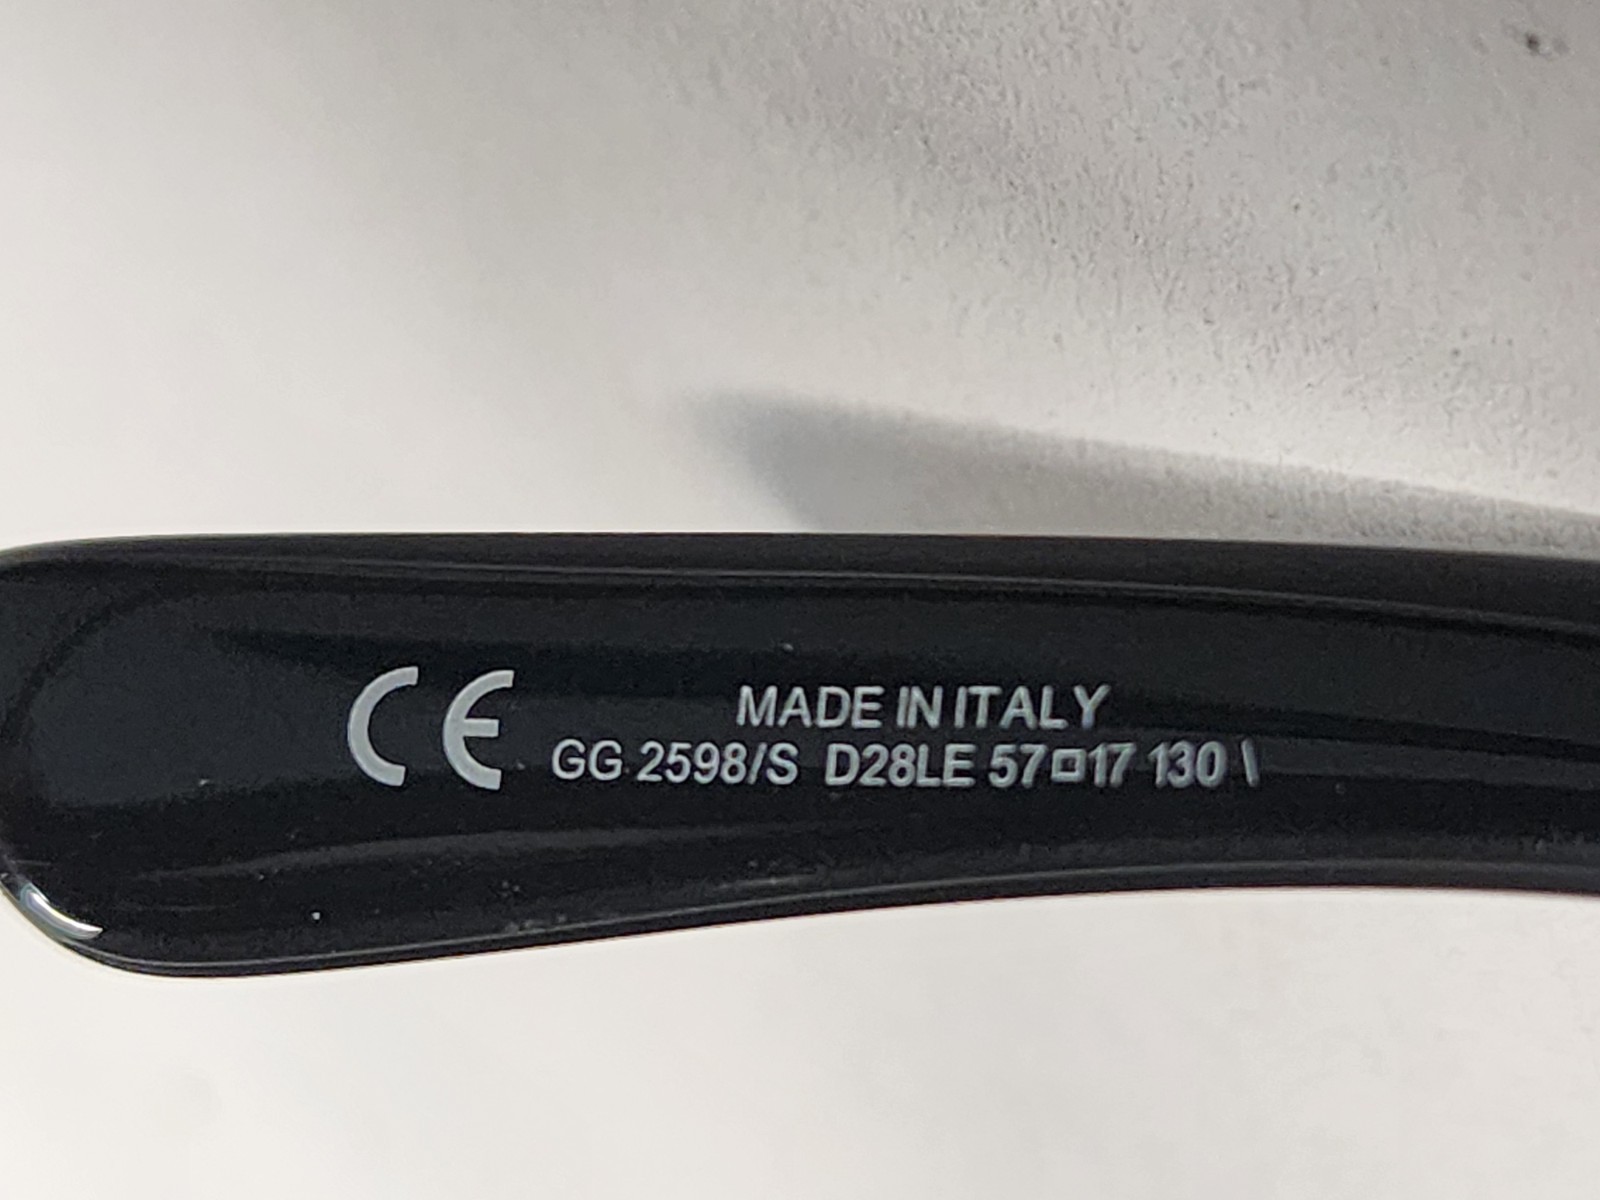 CE
MADE IN ITALY
GG 2598/S D28LE 57□17 130 \